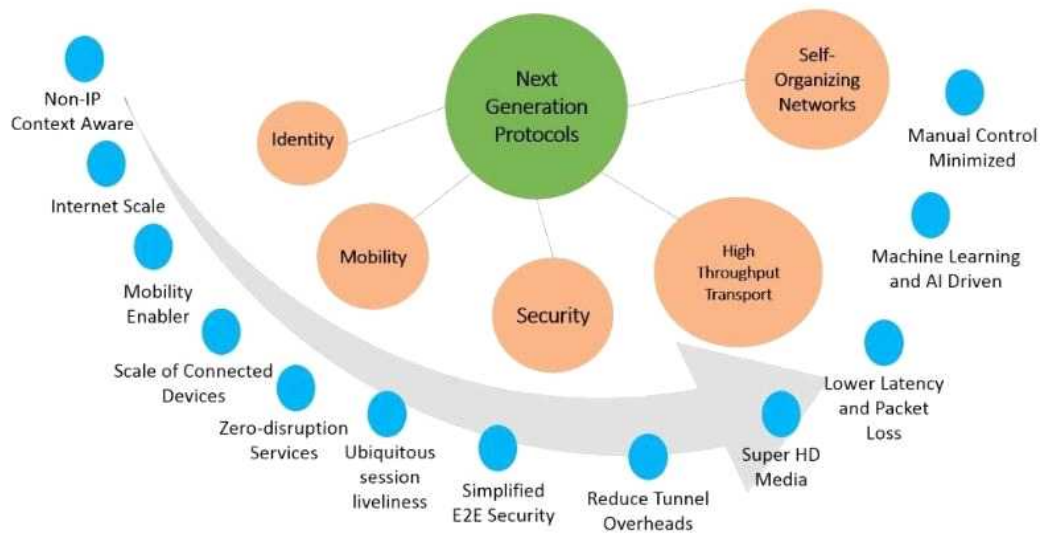 Next
Generation
Protocols
Self-
Organizing
Networks
Identity
Mobility
Security
High
Throughput
Transport
Non-IP
Context Aware
Internet Scale
Mobility
Enabler
Scale of Connected
Devices
Zero-disruption
Services
Ubiquitous
session
liveliness
Simplified
E2E Security
Reduce Tunnel
Overheads
Super HD
Media
Lower Latency
and Packet
Loss
Machine Learning
and AI Driven
Manual Control
Minimized